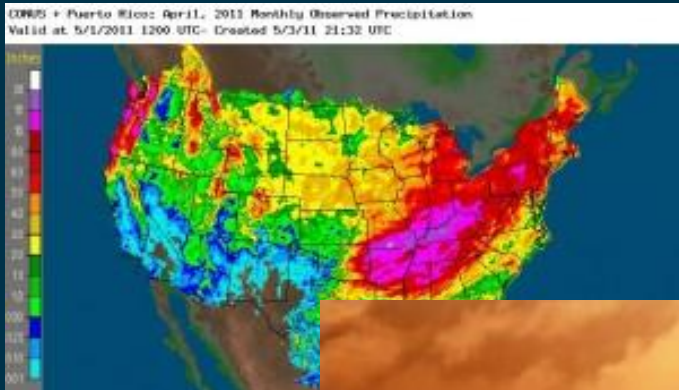 CONUS + Puerto Rico: April, 2011 Monthly Observed Precipitation
Valid at 5/1/2011 1200 UTC- Created 5/3/11 21:32 UTC
Inches